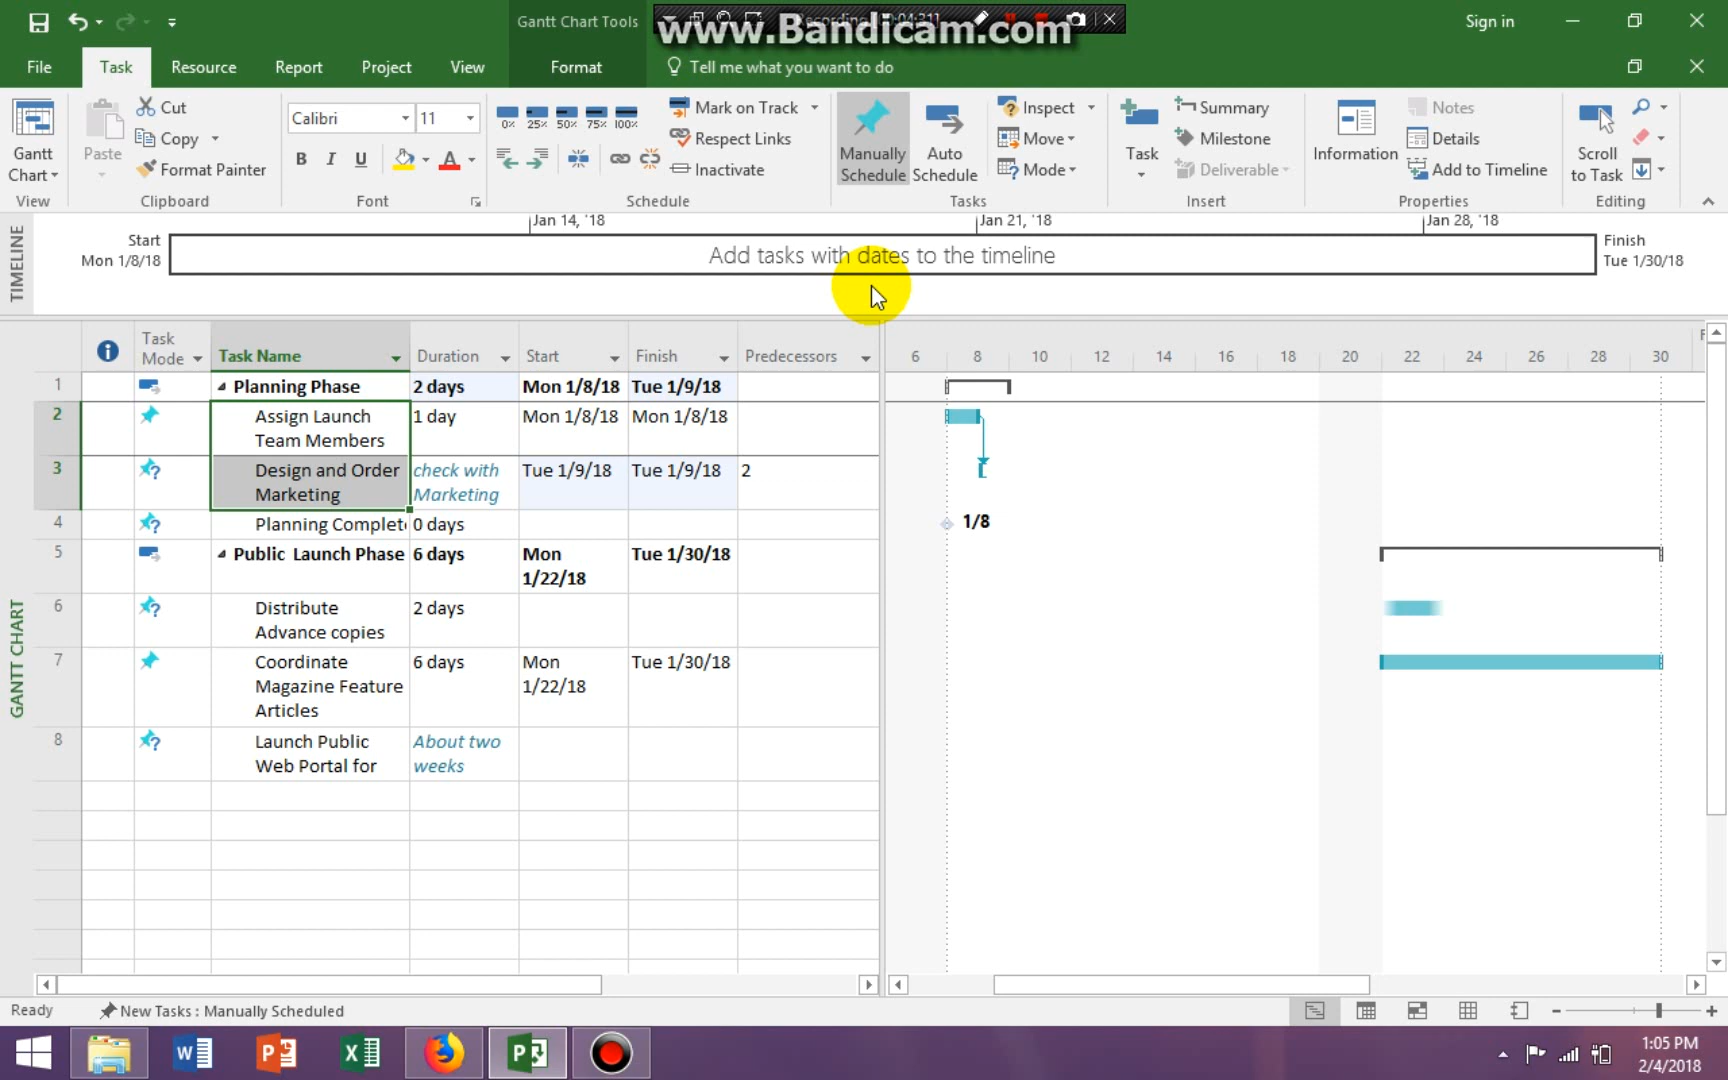 Gantt Chart Tools
www.Bandicam.com
Sign in
File
Task
Resource
Report
Project
View
Format
Tell me what you want to do
Gantt
Chart
View
Paste
Cut
Copy
Format Painter
Clipboard
Calibri
11
B I U
A
Font
0% 25% 50% 75% 100%
Mark on Track
Respect Links
Inactivate
Schedule
Manually
Schedule
Auto
Schedule
Inspect
Move
Mode
Tasks
Task
Summary
Milestone
Deliverable
Insert
Information
Notes
Details
Add to Timeline
Properties
Scroll
to Task
Editing
TIMELINE
Jan 14, '18
Jan 21, '18
Jan 28, '18
Start
Mon 1/8/18
Add tasks with dates to the timeline
Finish
Tue 1/30/18
GANTT CHART
Task
Mode
Task Name
Duration
Start
Finish
Predecessors
6 8 10 12 14 16 18 20 22 24 26 28 30
1 Planning Phase 2 days Mon 1/8/18 Tue 1/9/18
2 Assign Launch 1 day Mon 1/8/18 Mon 1/8/18
Team Members
3 Design and Order check with Tue 1/9/18 Tue 1/9/18 2
Marketing Marketing
4 Planning Complet 0 days 1/8
5 Public Launch Phase 6 days Mon Tue 1/30/18
1/22/18
6 Distribute 2 days
Advance copies
7 Coordinate 6 days Mon Tue 1/30/18
Magazine Feature 1/22/18
Articles
8 Launch Public About two
Web Portal for weeks
Ready
New Tasks : Manually Scheduled
1:05 PM
2/4/2018